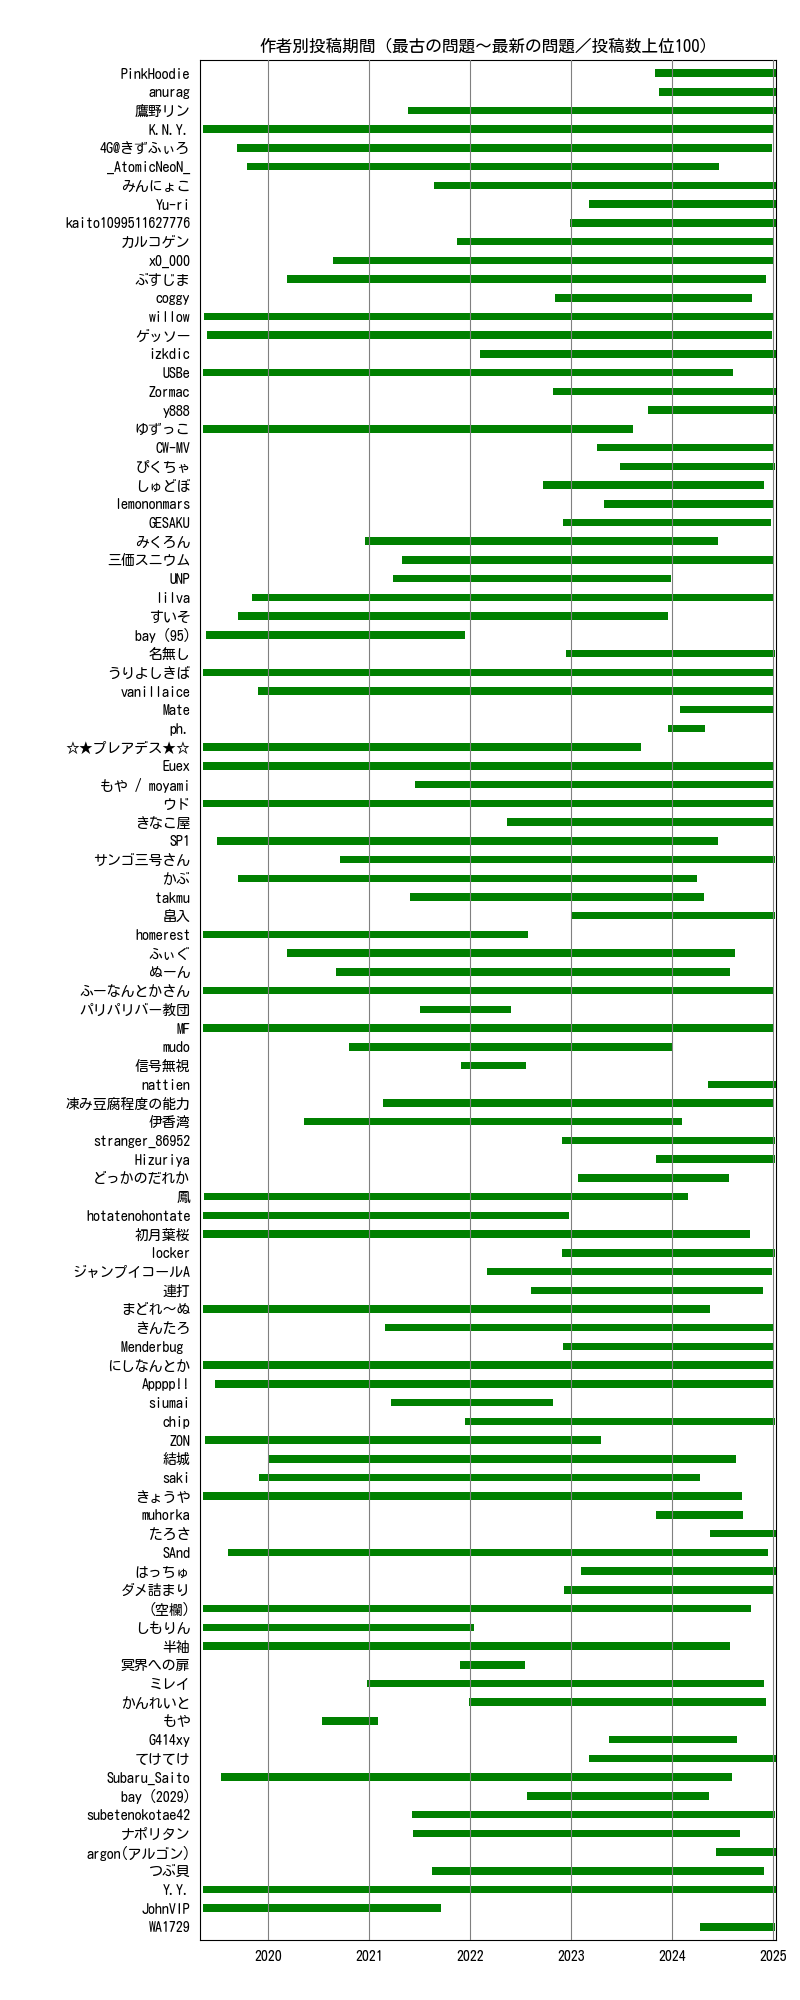 作者別投稿期間（最古の問題～最新の問題／投稿数上位100）
PinkHoodie
anurag
鷹野リン
K.N.Y.
4G@きずふぃろ
_AtomicNeoN_
みんにょこ
Yu-ri
kaito1099511627776
カルコゲン
x0_000
ぶすじま
coggy
willow
ゲッソー
izkdic
USBe
Zormac
y888
ゆずっこ
CW-MV
ぴくちゃ
しゅどぼ
lemononmars
GESAKU
みくろん
三価スニウム
UNP
lilva
すいそ
bay (95)
名無し
うりよしきば
vanillaice
Mate
ph.
☆★プレアデス★☆
Euex
もや / moyami
ウド
きなこ屋
SP1
サンゴ三号さん
かぶ
takmu
畠入
homerest
ふぃぐ
ぬーん
ふーなんとかさん
パリパリバー教団
MF
mudo
信号無視
nattien
凍み豆腐程度の能力
伊香湾
stranger_86952
Hizuriya
どっかのだれか
鳳
hotatenohontate
初月葉桜
locker
ジャンプイコールA
連打
まどれ～ぬ
きんたろ
Menderbug
にしなんとか
Appppll
siumai
chip
ZON
結城
saki
きょうや
muhorka
たろさ
SAnd
はっちゅ
ダメ詰まり
(空欄)
しもりん
半袖
冥界への扉
ミレイ
かんれいと
もや
G414xy
てけてけ
Subaru_Saito
bay (2029)
subetenokotae42
ナポリタン
argon(アルゴン)
つぶ貝
Y.Y.
JohnVIP
WA1729
2020 2021 2022 2023 2024 2025